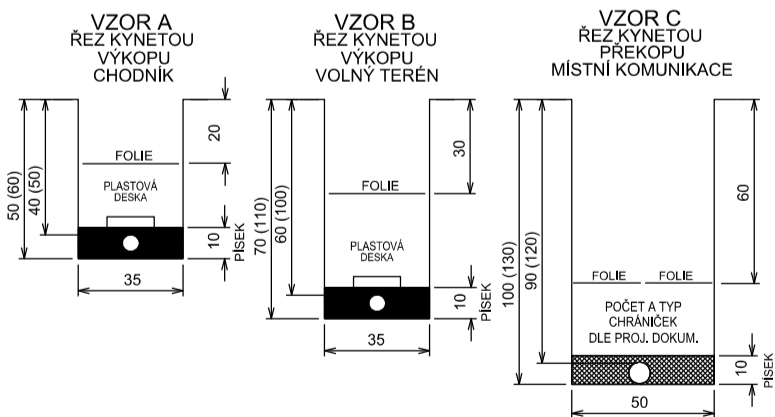 VZOR A
ŘEZ KYNETOU
VÝKOPU
CHODNÍK
50 (60)
40 (50)
20
FOLIE
PLASTOVÁ
DESKA
10
PÍSEK
35
VZOR B
ŘEZ KYNETOU
VÝKOPU
VOLNÝ TERÉN
70 (110)
60 (100)
30
FOLIE
PLASTOVÁ
DESKA
10
PÍSEK
35
VZOR C
ŘEZ KYNETOU
PŘEKOPU
MÍSTNÍ KOMUNIKACE
100 (130)
90 (120)
60
FOLIE FOLIE
POČET A TYP
CHRÁNIČEK
DLE PROJ. DOKUM.
10
PÍSEK
50